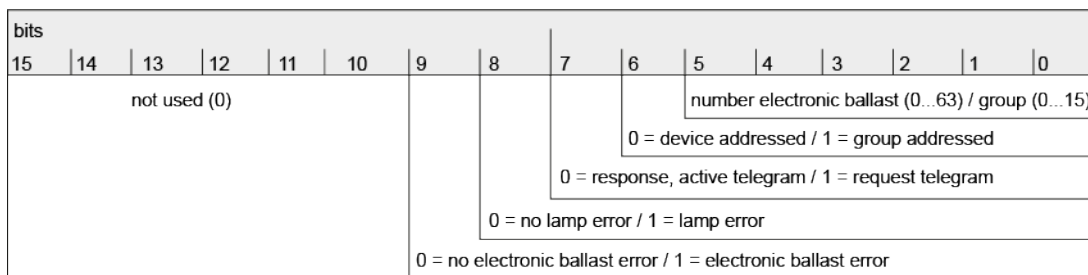 bits
15 14 13 12 11 10 9 8 7 6 5 4 3 2 1 0
not used (0) number electronic ballast (0...63) / group (0...15)
0 = device addressed / 1 = group addressed
0 = response, active telegram / 1 = request telegram
0 = no lamp error / 1 = lamp error
0 = no electronic ballast error / 1 = electronic ballast error